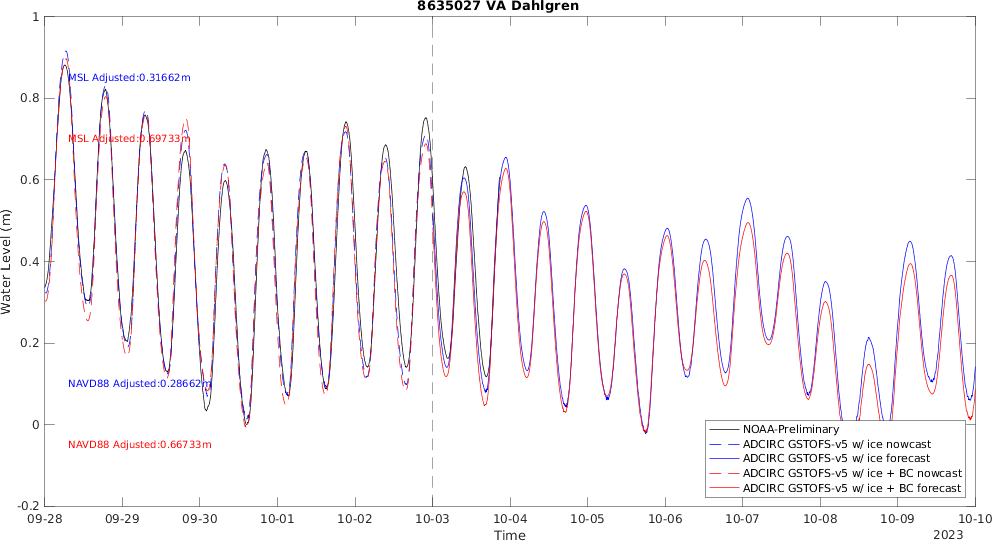 8635027 VA Dahlgren
1
0.8
0.6
0.4
0.2
0
-0.2
Water Level (m)
MSL Adjusted:0.31662m
MSL Adjusted:0.69733m
NAVD88 Adjusted:0.28662m
NAVD88 Adjusted:0.66733m
NOAA-Preliminary
ADCIRC GSTOFS-v5 w/ ice nowcast
ADCIRC GSTOFS-v5 w/ ice forecast
ADCIRC GSTOFS-v5 w/ ice + BC nowcast
ADCIRC GSTOFS-v5 w/ ice + BC forecast
09-28 09-29 09-30 10-01 10-02 10-03 10-04 10-05 10-06 10-07 10-08 10-09 10-10
Time
2023